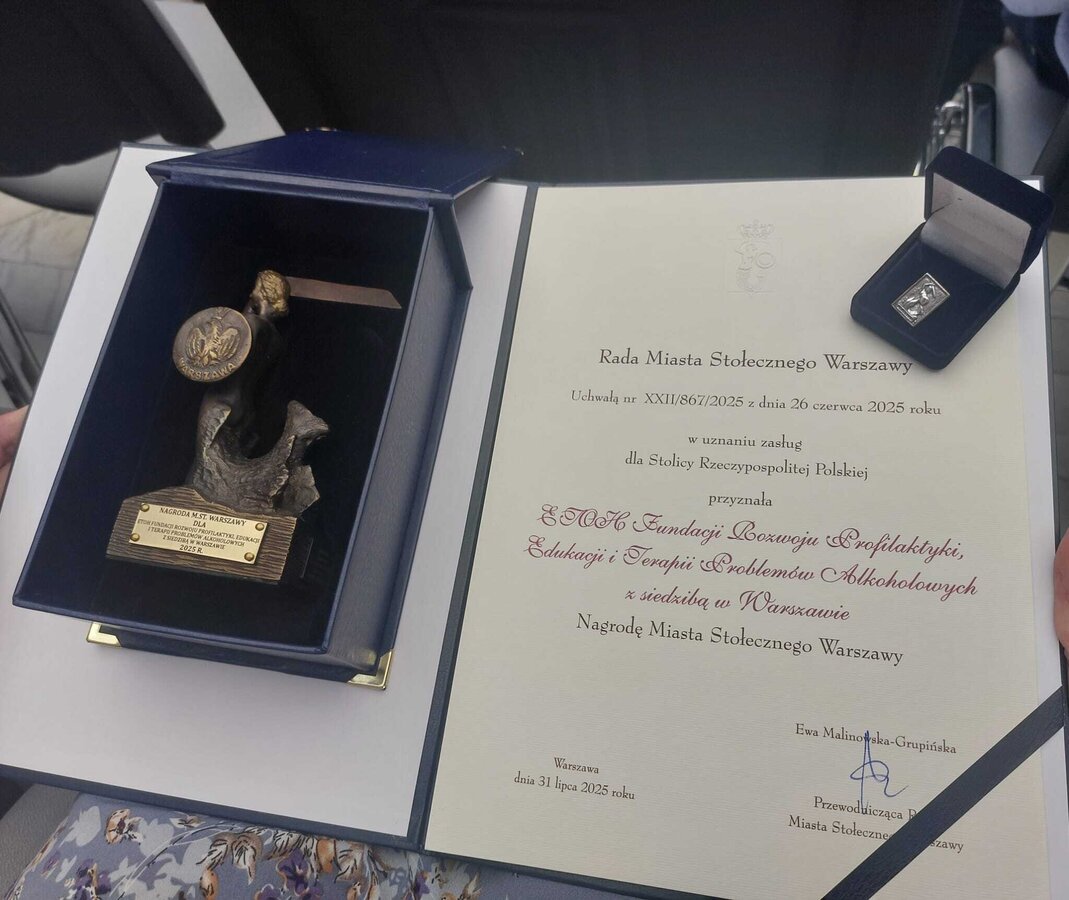 WARSZAWA
NAGRODA M.ST. WARSZAWY
DLA
ETOH FUNDACJI ROZWOJU PROFILAKTYKI, EDUKACJI
I TERAPII PROBLEMÓW ALKOHOLOWYCH
Z SIEDZIBĄ W WARSZAWIE
2025 R.
Rada Miasta Stołecznego Warszawy
Uchwałą nr XXII/867/2025 z dnia 26 czerwca 2025 roku
w uznaniu zasług
dla Stolicy Rzeczypospolitej Polskiej
przyznała
ETOH Fundacji Rozwoju Profilaktyki,
Edukacji i Terapii Problemów Alkoholowych
z siedzibą w Warszawie
Nagrodę Miasta Stołecznego Warszawy
Ewa Malinowska-Grupińska
Warszawa
dnia 31 lipca 2025 roku
Przewodnicząca
Miasta